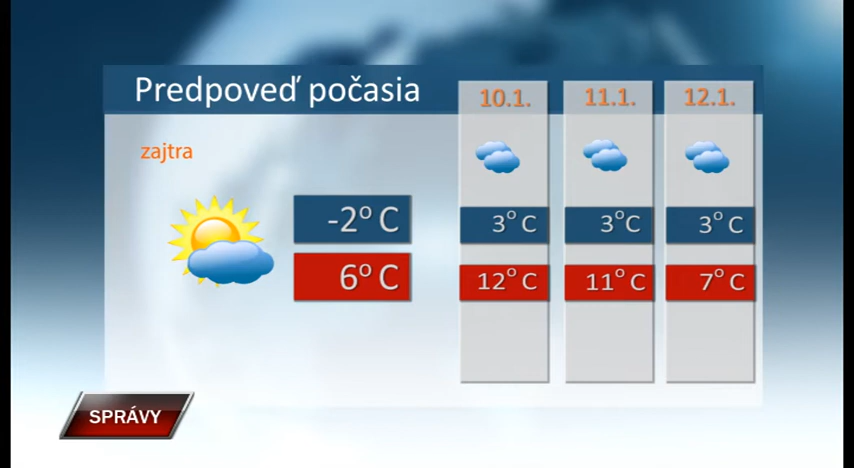 Predpoveď počasia
zajtra
-2° C
6° C
10.1.
3° C
12° C
11.1.
3°C
11° C
12.1.
3° C
7° C
SPRÁVY